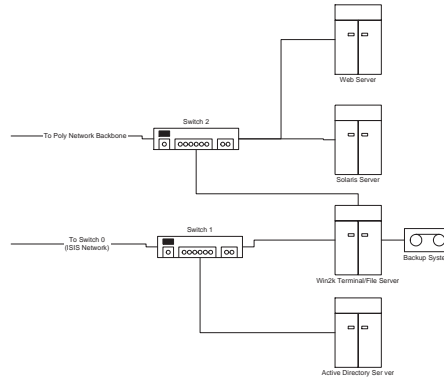 Web Server
Switch 2
To Poly Network Backbone
Solaris Server
To Switch 0
(ISIS Network)
Switch 1
Win2k Terminal/File Server
Backup Syste
Active Directory Ser ver